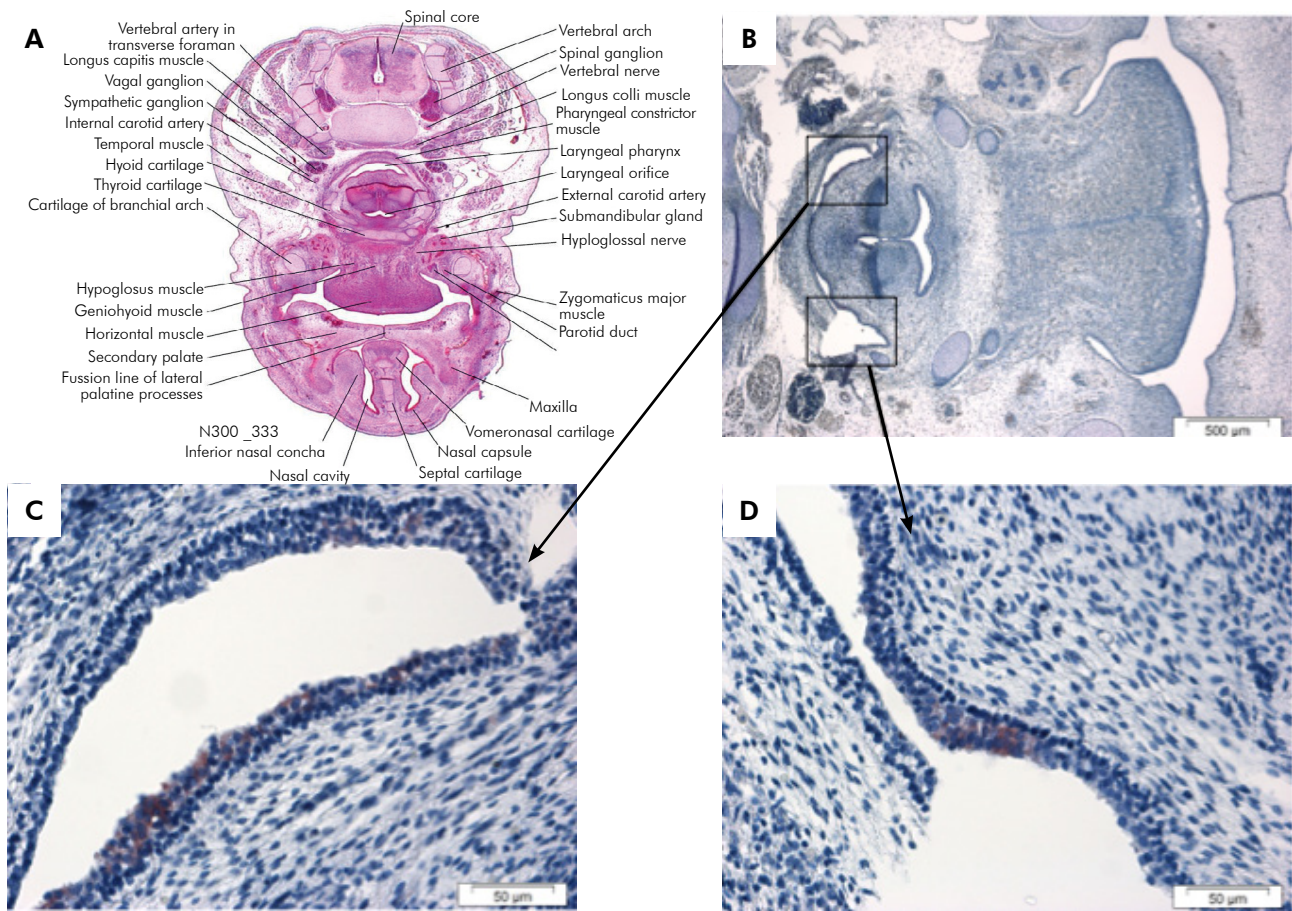 A
Spinal core
Vertebral artery in
transverse foraman
Longus capitis muscle
Vagal ganglion
Sympathetic ganglion
Internal carotid artery
Temporal muscle
Hyoid cartilage
Thyroid cartilage
Cartilage of branchial arch
Hypoglosus muscle
Geniohyoid muscle
Horizontal muscle
Secondary palate
Fussion line of lateral
palatine processes
N300 _333
Inferior nasal concha
Nasal cavity
Vertebral arch
Spinal ganglion
Vertebral nerve
Longus colli muscle
Pharyngeal constrictor
muscle
Laryngeal pharynx
Laryngeal orifice
External carotid artery
Submandibular gland
Hyploglossal nerve
Zygomaticus major
muscle
Parotid duct
Maxilla
Vomeronasal cartilage
Nasal capsule
Septal cartilage
B
500 µm
C
50 µm
D
50 µm